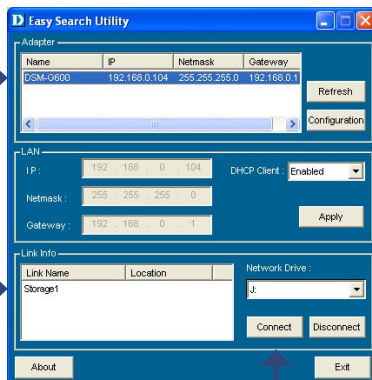 D Easy Search Utility
Adapter
Name IP Netmask Gateway
DSM-G600 192.168.0.104 255.255.255.0 192.168.0.1
Refresh
Configuration
LAN
IP: 192 . 168 . 0 . 104
DHCP Client : Enabled
Netmask : 255 . 255 . 255 . 0
Gateway : 192 . 168 . 0 . 1
Apply
Link Info
Link Name Location
Storage1
Network Drive :
J:
Connect Disconnect
About Exit